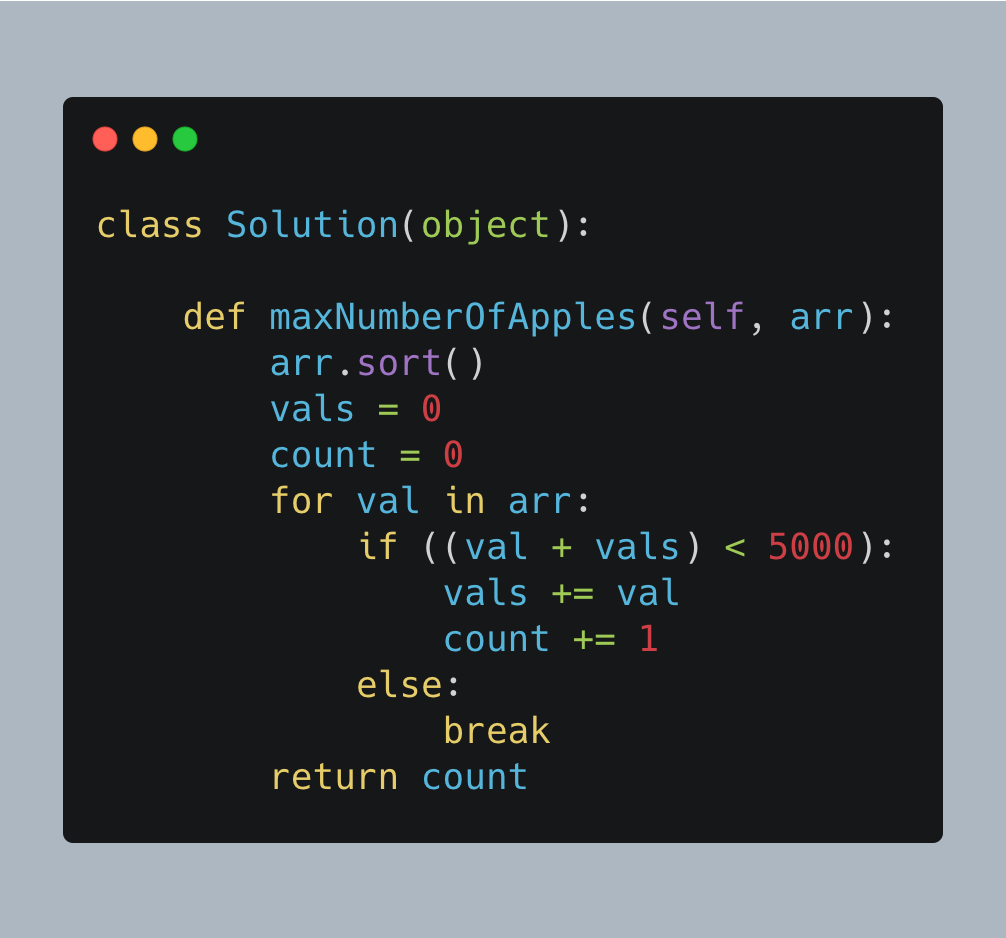 class Solution(object):

    def maxNumberOfApples(self, arr):
        arr.sort()
        vals = 0
        count = 0
        for val in arr:
            if ((val + vals) < 5000):
                vals += val
                count += 1
            else:
                break
        return count